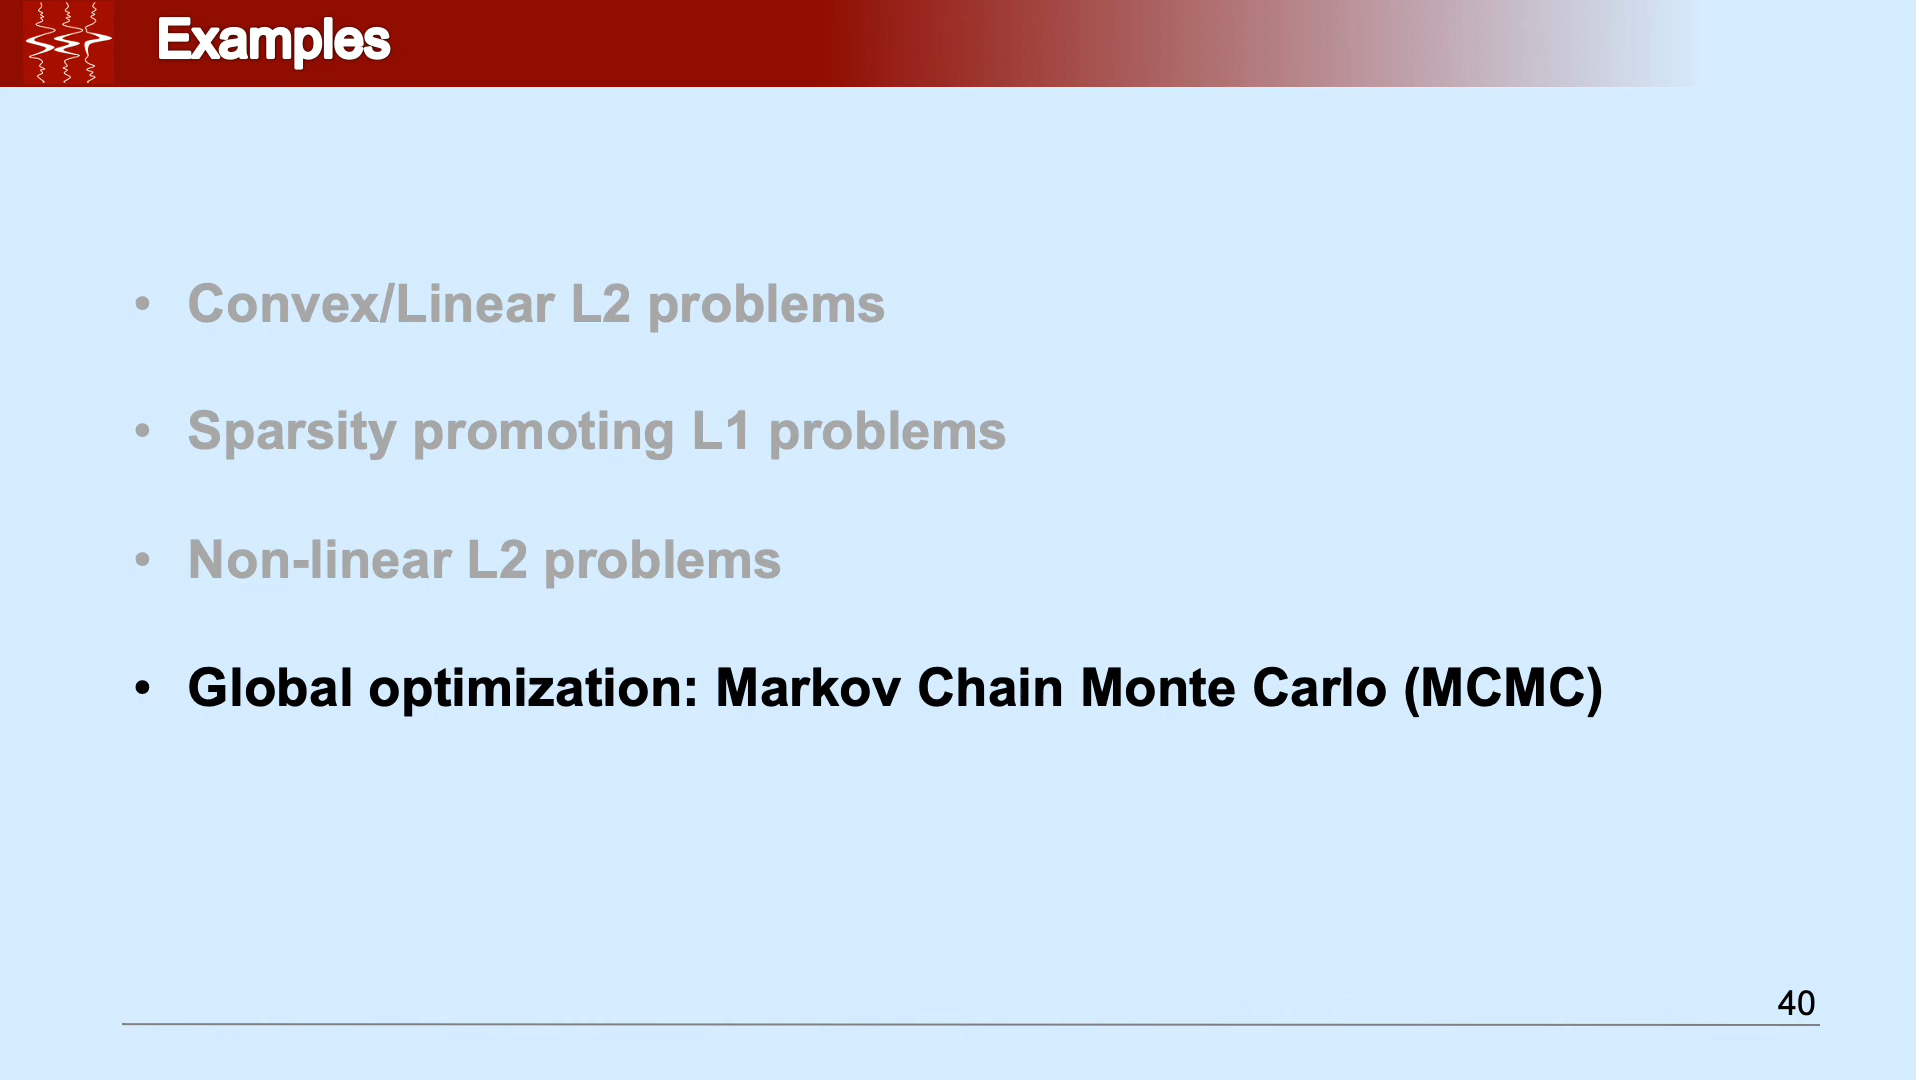 Examples
• Convex/Linear L2 problems
• Sparsity promoting L1 problems
• Non-linear L2 problems
• Global optimization: Markov Chain Monte Carlo (MCMC)
40